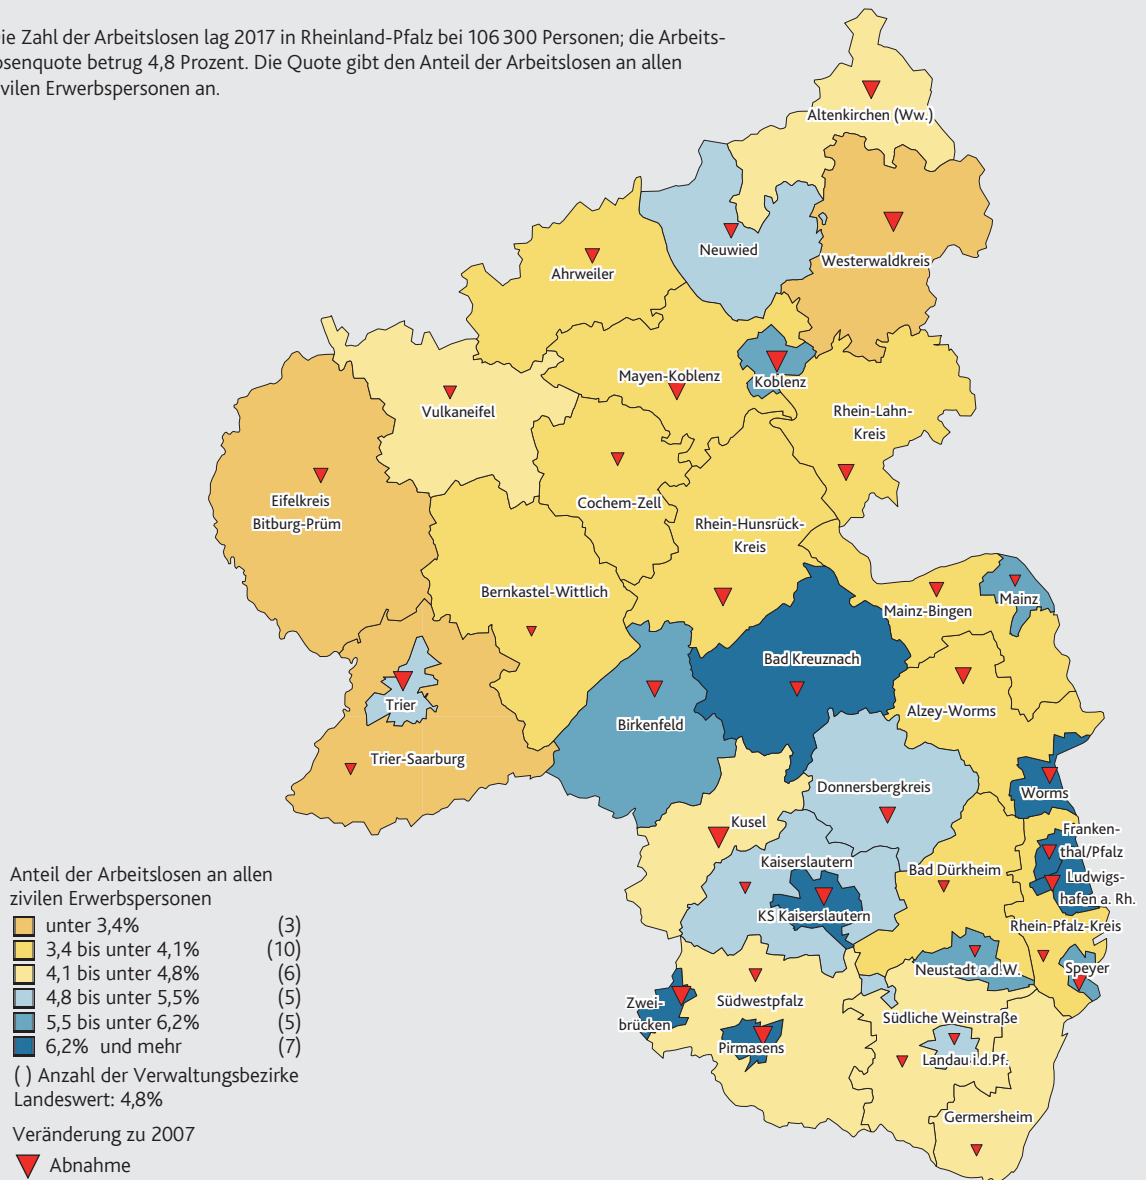 ie Zahl der Arbeitslosen lag 2017 in Rheinland-Pfalz bei 106 300 Personen; die Arbeits-
osenquote betrug 4,8 Prozent. Die Quote gibt den Anteil der Arbeitslosen an allen
vilen Erwerbspersonen an.
Altenkirchen (Ww.)
Neuwied
Westerwaldkreis
Ahrweiler
Mayen-Koblenz
Koblenz
Vulkaneifel
Rhein-Lahn-
Kreis
Eifelkreis
Bitburg-Prüm
Cochem-Zell
Rhein-Hunsrück-
Kreis
Bernkastel-Wittlich
Mainz-Bingen
Mainz
Bad Kreuznach
Trier
Birkenfeld
Alzey-Worms
Trier-Saarburg
Donnersbergkreis
Worms
Kusel
Franken-
thal/Pfalz
Kaiserslautern
Bad Dürkheim
Ludwigs-
hafen a. Rh.
KS Kaiserslautern
Rhein-Pfalz-Kreis
Neustadt a.d.W.
Speyer
Zwei-
brücken
Südwestpfalz
Südliche Weinstraße
Pirmasens
Landau i.d.Pf.
Germersheim
Anteil der Arbeitslosen an allen
zivilen Erwerbspersonen
unter 3,4% (3)
3,4 bis unter 4,1% (10)
4,1 bis unter 4,8% (6)
4,8 bis unter 5,5% (5)
5,5 bis unter 6,2% (5)
6,2% und mehr (7)
( ) Anzahl der Verwaltungsbezirke
Landeswert: 4,8%
Veränderung zu 2007
Abnahme